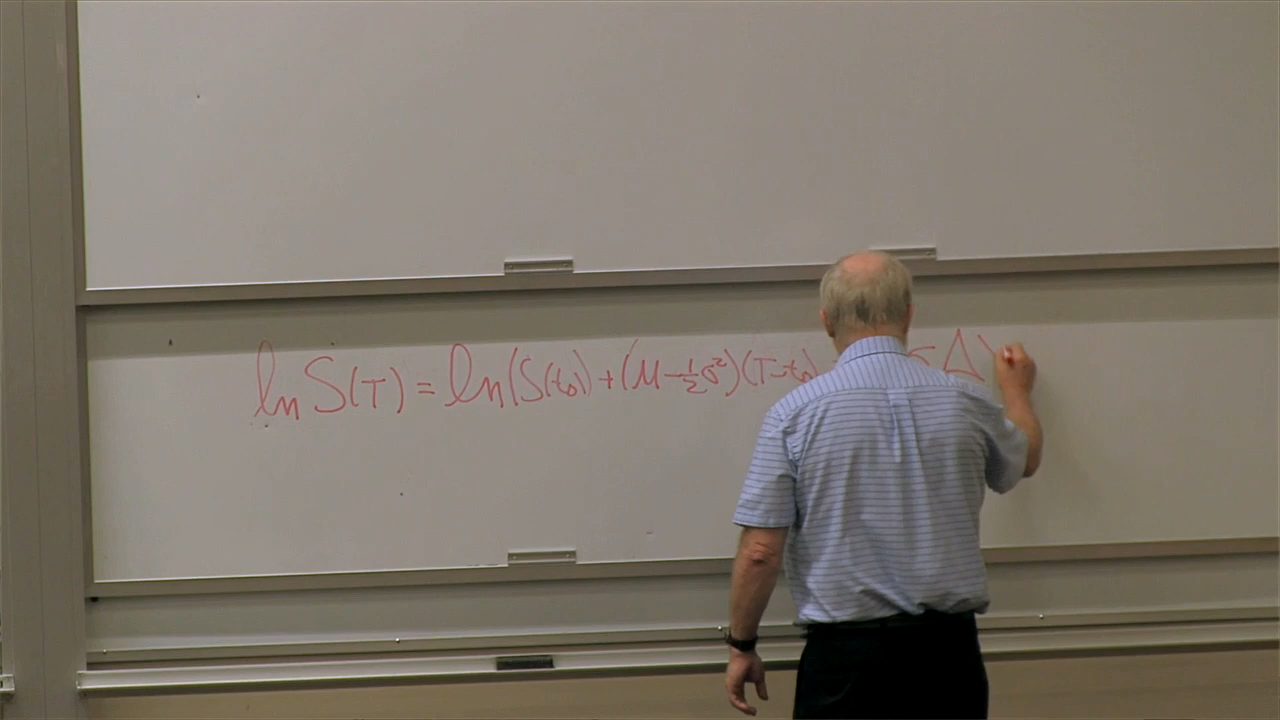 ln S(T) = ln(S(t₀) + (μ - ½σ²)(T-t₀) σ Δ